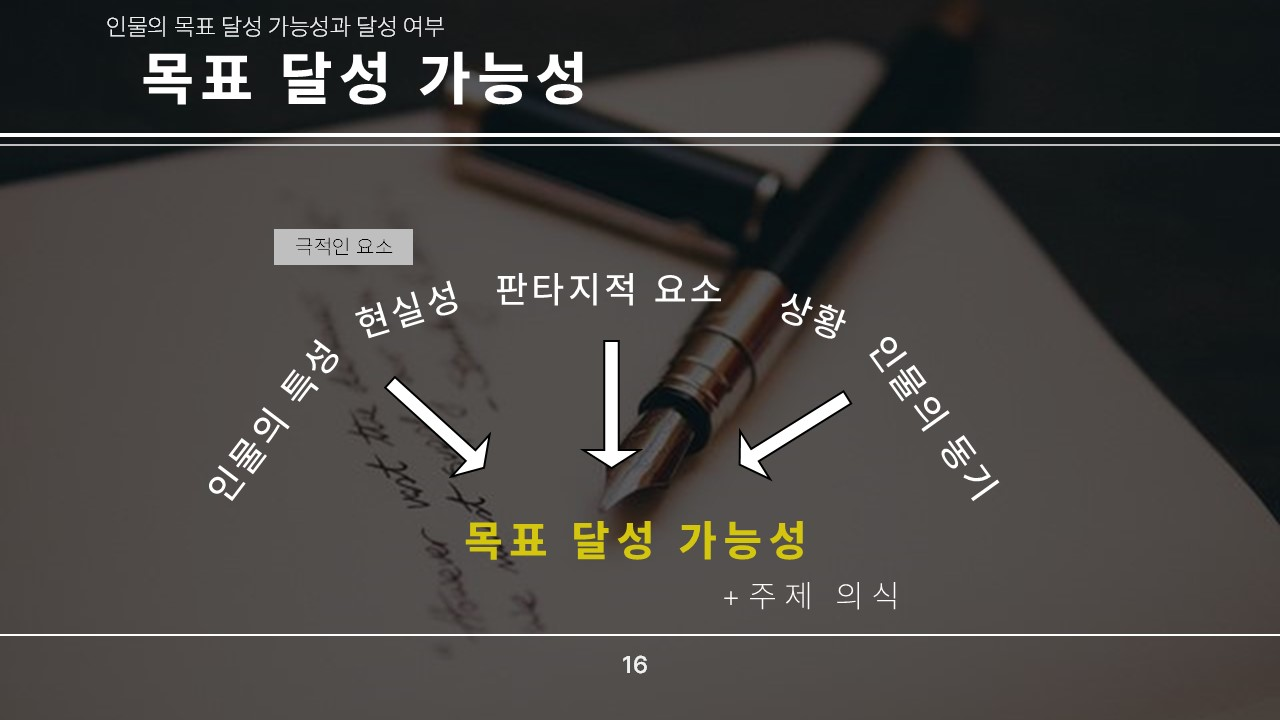 인물의 목표 달성 가능성과 달성 여부
목표 달성 가능성
극적인 요소
인물의 특성
현실성
판타지적 요소
상황
인물의 동기
목표 달성 가능성
+주제 의식
16